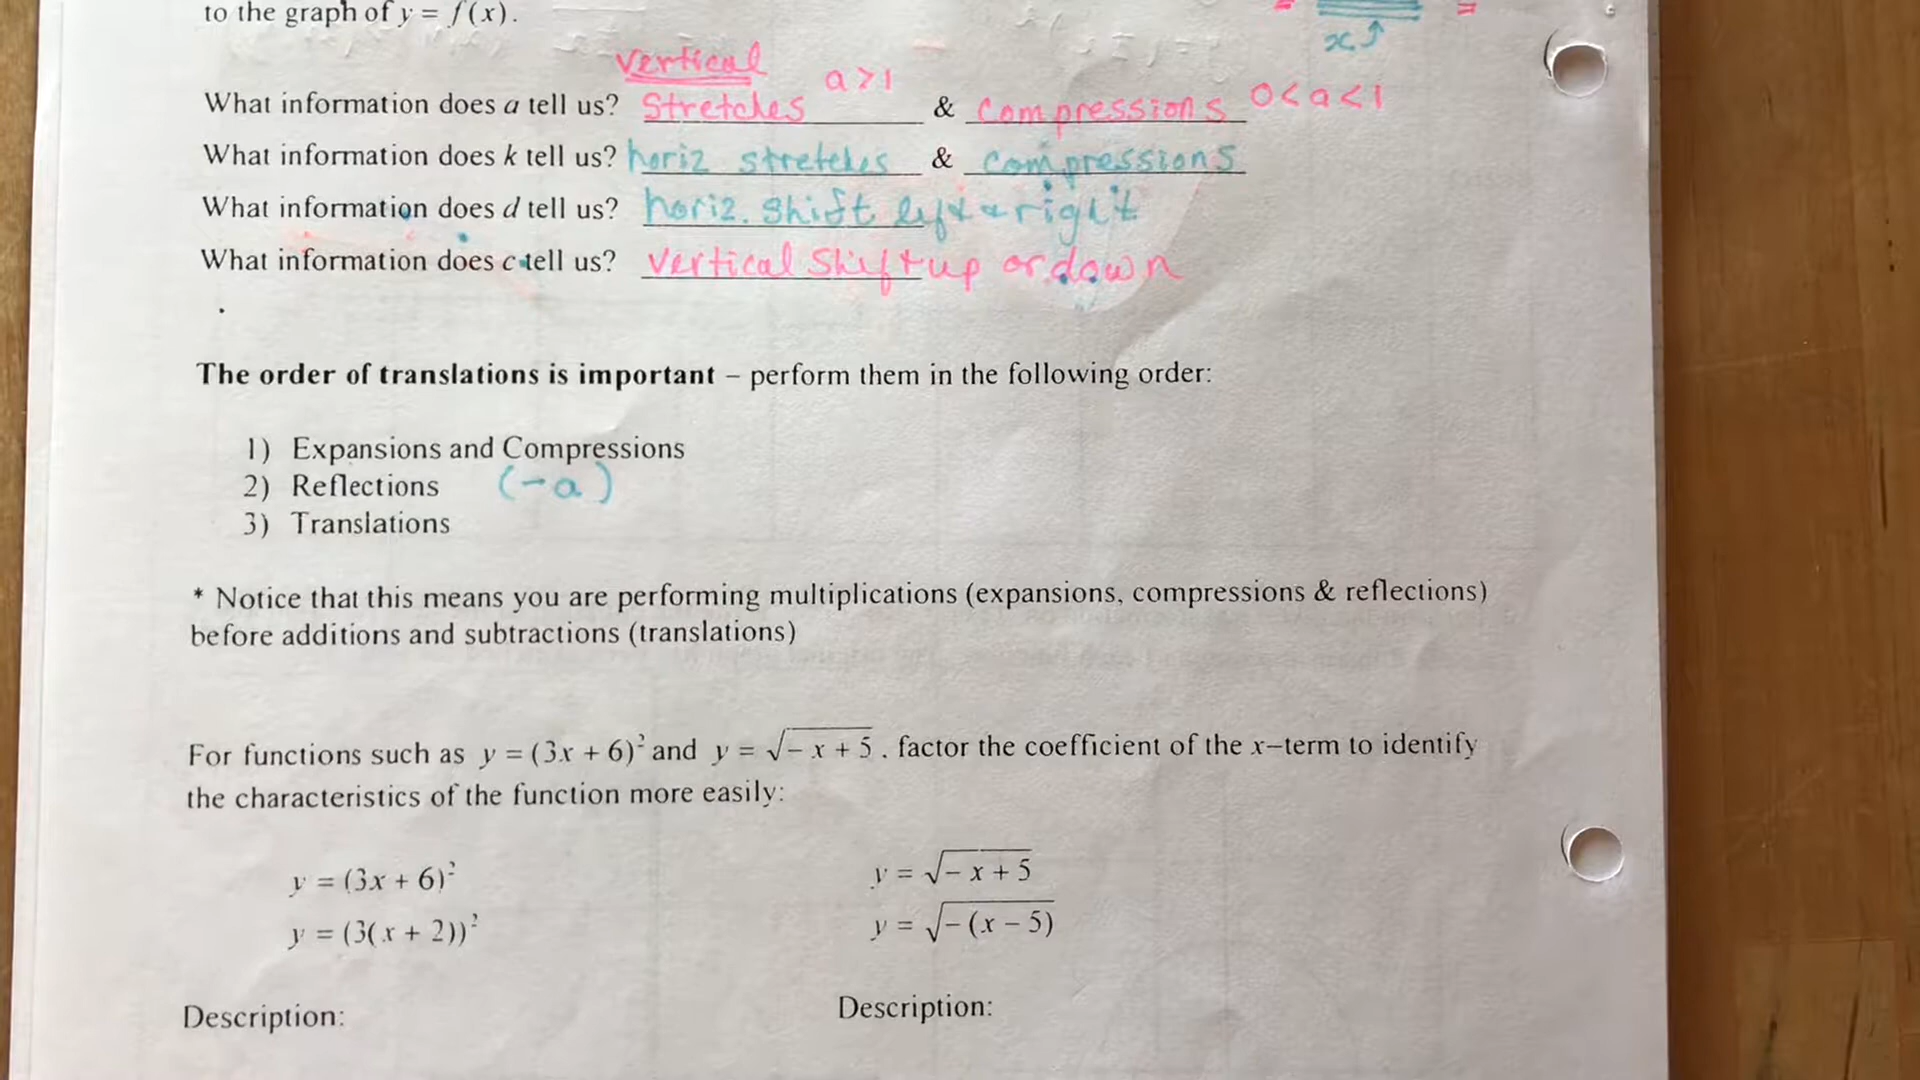 to the graph of y = f(x).
x
vertical
What information does a tell us? Stretches a>1 & compressions 0<a<1
What information does k tell us? horiz stretches & compressions
What information does d tell us? horiz. shift left & right
What information does c tell us? vertical shift up or down
The order of translations is important – perform them in the following order:
1) Expansions and Compressions
2) Reflections (-a)
3) Translations
* Notice that this means you are performing multiplications (expansions, compressions & reflections)
before additions and subtractions (translations)
For functions such as y = (3x + 6)² and y = √(- x + 5) . factor the coefficient of the x–term to identify
the characteristics of the function more easily:
y = (3x + 6)² y = √(- x + 5)
y = (3(x + 2))² y = √(- (x – 5))
Description: Description: